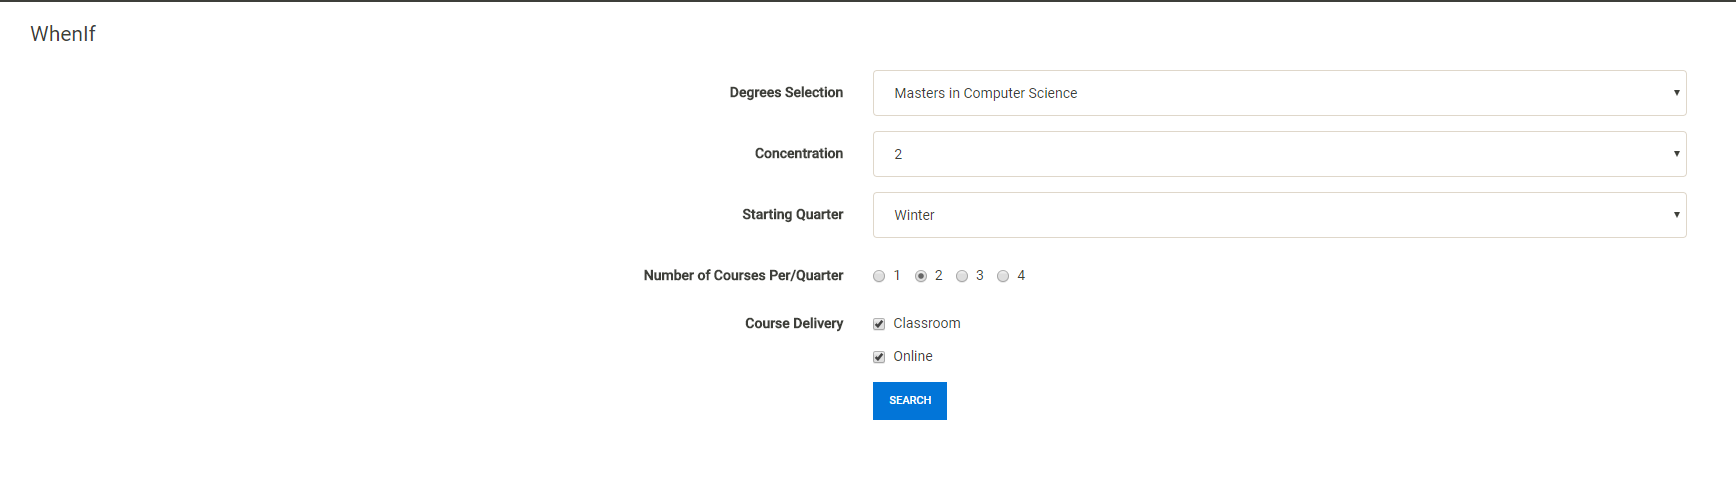 WhenIf
Degrees Selection Masters in Computer Science
Concentration 2
Starting Quarter Winter
Number of Courses Per/Quarter 1 2 3 4
Course Delivery Classroom
Online
SEARCH